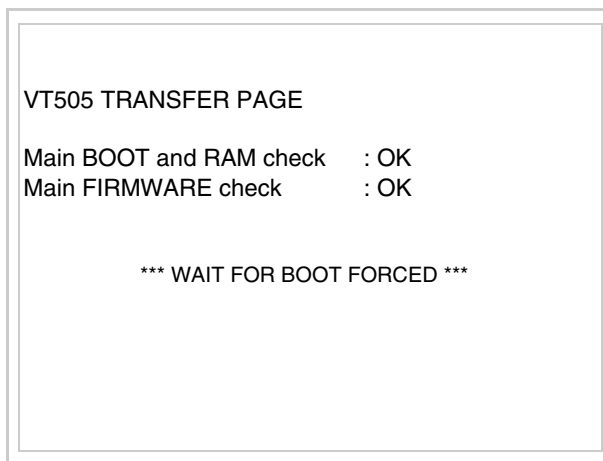 VT505 TRANSFER PAGE
Main BOOT and RAM check : OK
Main FIRMWARE check : OK
*** WAIT FOR BOOT FORCED ***